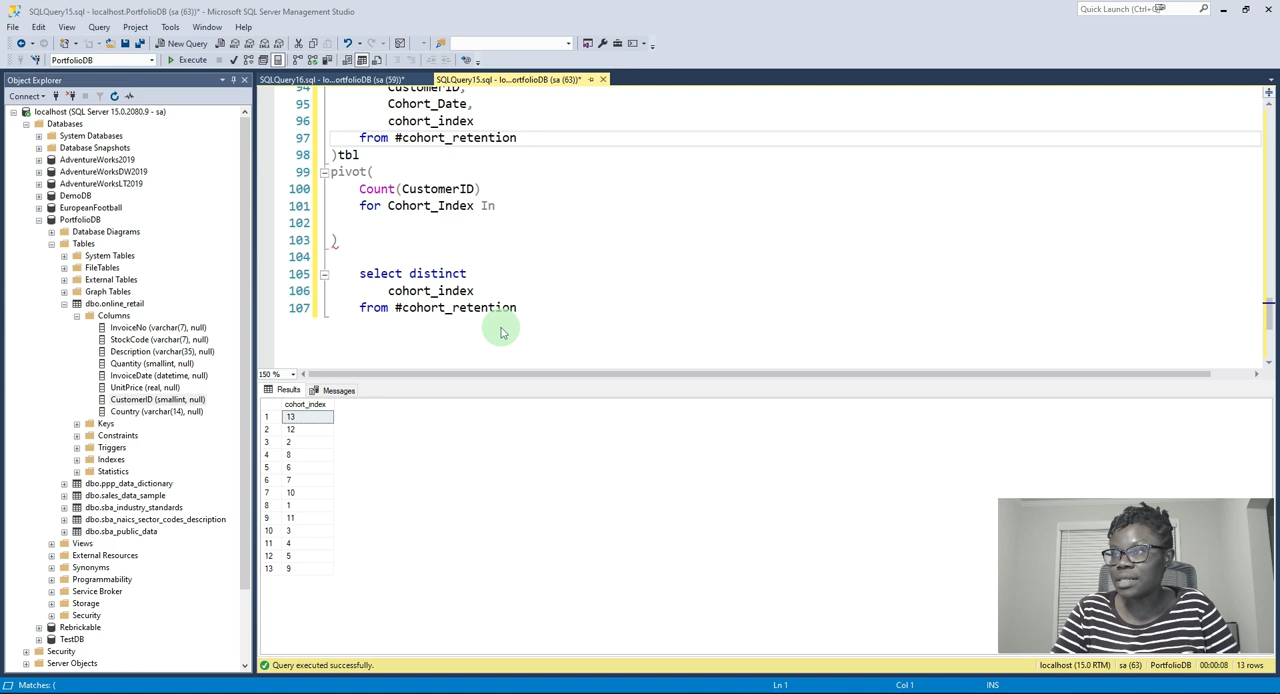 SQLQuery15.sql - localhost.PortfolioDB (sa (63))* - Microsoft SQL Server Management Studio
Quick Launch (Ctrl+Q)
File Edit View Query Project Tools Window Help
New Query
PortfolioDB Execute
Object Explorer
SQLQuery16.sql - lo...ortfolioDB (sa (59))* SQLQuery15.sql - lo...ortfolioDB (sa (63))*
Connect
localhost (SQL Server 15.0.2080.9 - sa)
Databases
System Databases
Database Snapshots
AdventureWorks2019
AdventureWorksDW2019
AdventureWorksLT2019
DemoDB
EuropeanFootball
PortfolioDB
Database Diagrams
Tables
System Tables
FileTables
External Tables
Graph Tables
dbo.online_retail
Columns
InvoiceNo (varchar(7), null)
StockCode (varchar(7), null)
Description (varchar(35), null)
Quantity (smallint, null)
InvoiceDate (datetime, null)
UnitPrice (real, null)
CustomerID (smallint, null)
Country (varchar(14), null)
Keys
Constraints
Triggers
Indexes
Statistics
dbo.ppp_data_dictionary
dbo.sales_data_sample
dbo.sba_industry_standards
dbo.sba_naics_sector_codes_description
dbo.sba_public_data
Views
External Resources
Synonyms
Programmability
Service Broker
Storage
Security
Rebrickable
TestDB
Security
Server Objects
94 CustomerID,
95 Cohort_Date,
96 cohort_index
97 from #cohort_retention
98 )tbl
99 pivot(
100 Count(CustomerID)
101 for Cohort_Index In
102
103 )
104
105 select distinct
106 cohort_index
107 from #cohort_retention
150 %
Results Messages
cohort_index
1 13
2 12
3 2
4 8
5 6
6 7
7 10
8 1
9 11
10 3
11 4
12 5
13 9
Query executed successfully. localhost (15.0 RTM) sa (63) PortfolioDB 00:00:08 13 rows
Matches: ( Ln 1 Col 1 INS